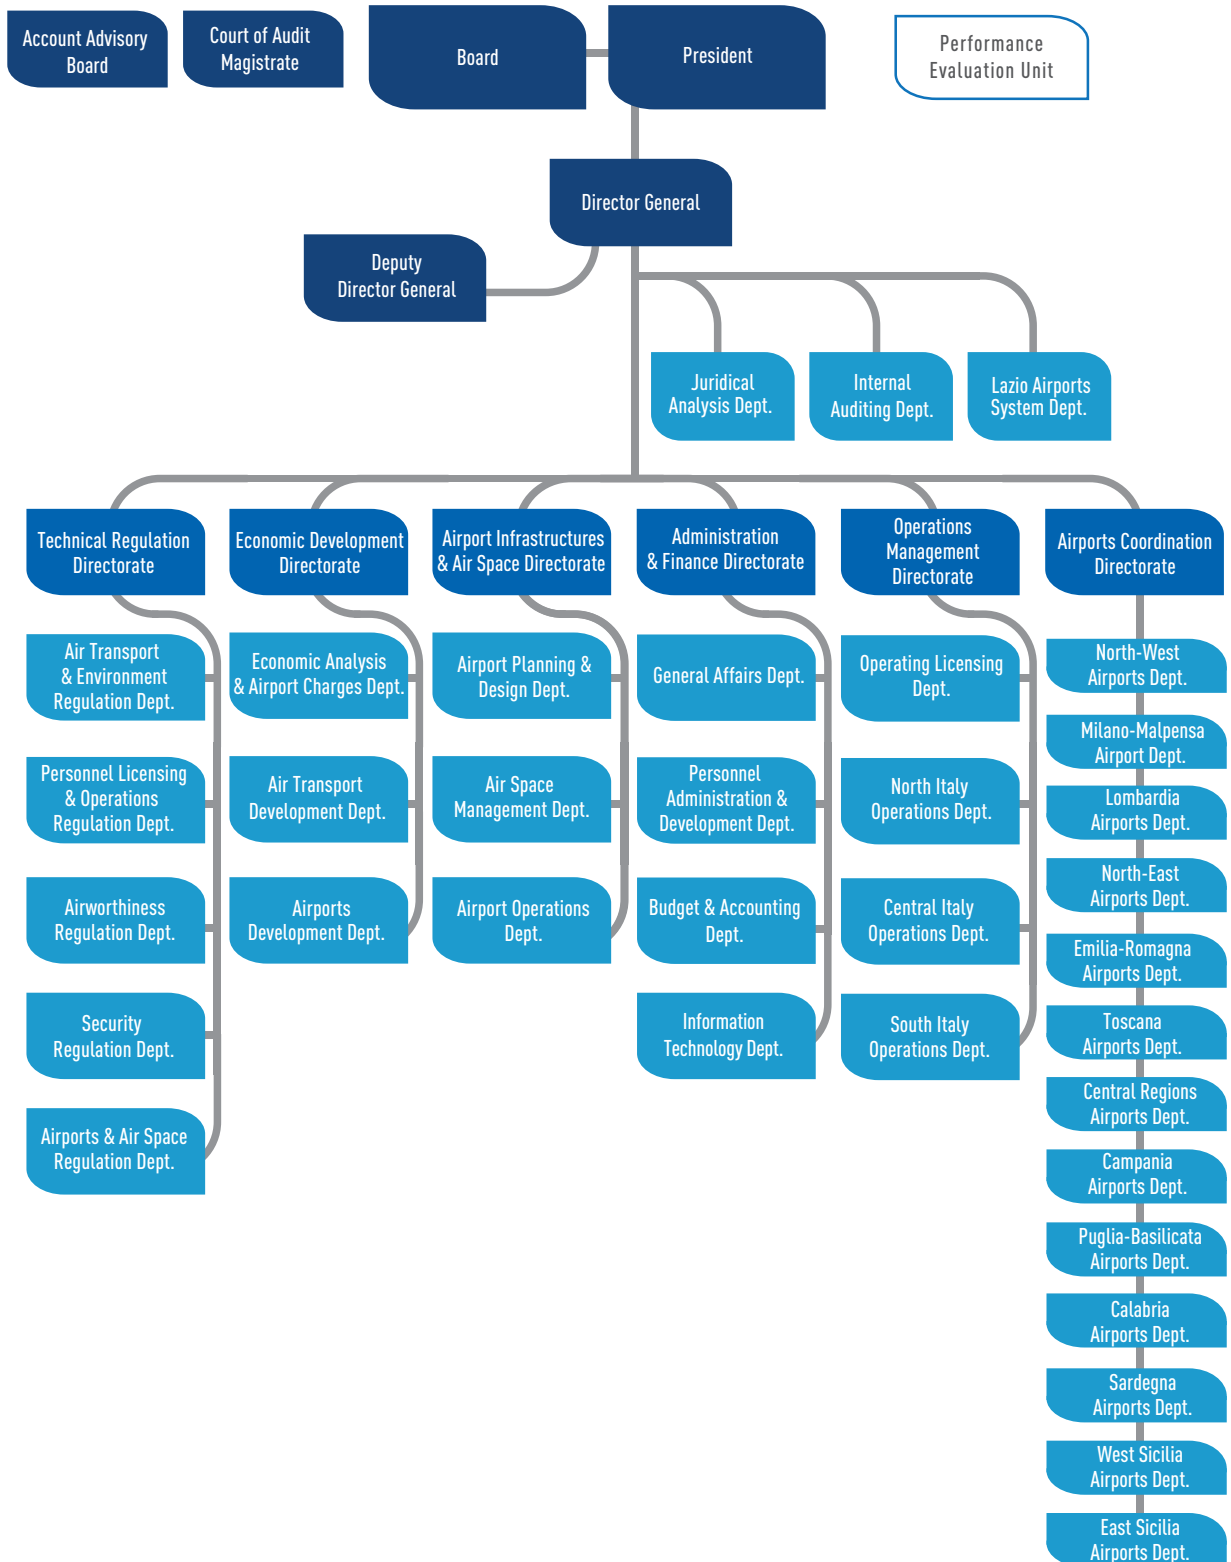 Account Advisory
Board
Court of Audit
Magistrate
Board
President
Performance
Evaluation Unit
Director General
Deputy
Director General
Juridical
Analysis Dept.
Internal
Auditing Dept.
Lazio Airports
System Dept.
Technical Regulation
Directorate
Economic Development
Directorate
Airport Infrastructures
& Air Space Directorate
Administration
& Finance Directorate
Operations
Management
Directorate
Airports Coordination
Directorate
Air Transport
& Environment
Regulation Dept.
Personnel Licensing
& Operations
Regulation Dept.
Airworthiness
Regulation Dept.
Security
Regulation Dept.
Airports & Air Space
Regulation Dept.
Economic Analysis
& Airport Charges Dept.
Air Transport
Development Dept.
Airports
Development Dept.
Airport Planning &
Design Dept.
Air Space
Management Dept.
Airport Operations
Dept.
General Affairs Dept.
Personnel
Administration &
Development Dept.
Budget & Accounting
Dept.
Information
Technology Dept.
Operating Licensing
Dept.
North Italy
Operations Dept.
Central Italy
Operations Dept.
South Italy
Operations Dept.
North-West
Airports Dept.
Milano-Malpensa
Airport Dept.
Lombardia
Airports Dept.
North-East
Airports Dept.
Emilia-Romagna
Airports Dept.
Toscana
Airports Dept.
Central Regions
Airports Dept.
Campania
Airports Dept.
Puglia-Basilicata
Airports Dept.
Calabria
Airports Dept.
Sardegna
Airports Dept.
West Sicilia
Airports Dept.
East Sicilia
Airports Dept.